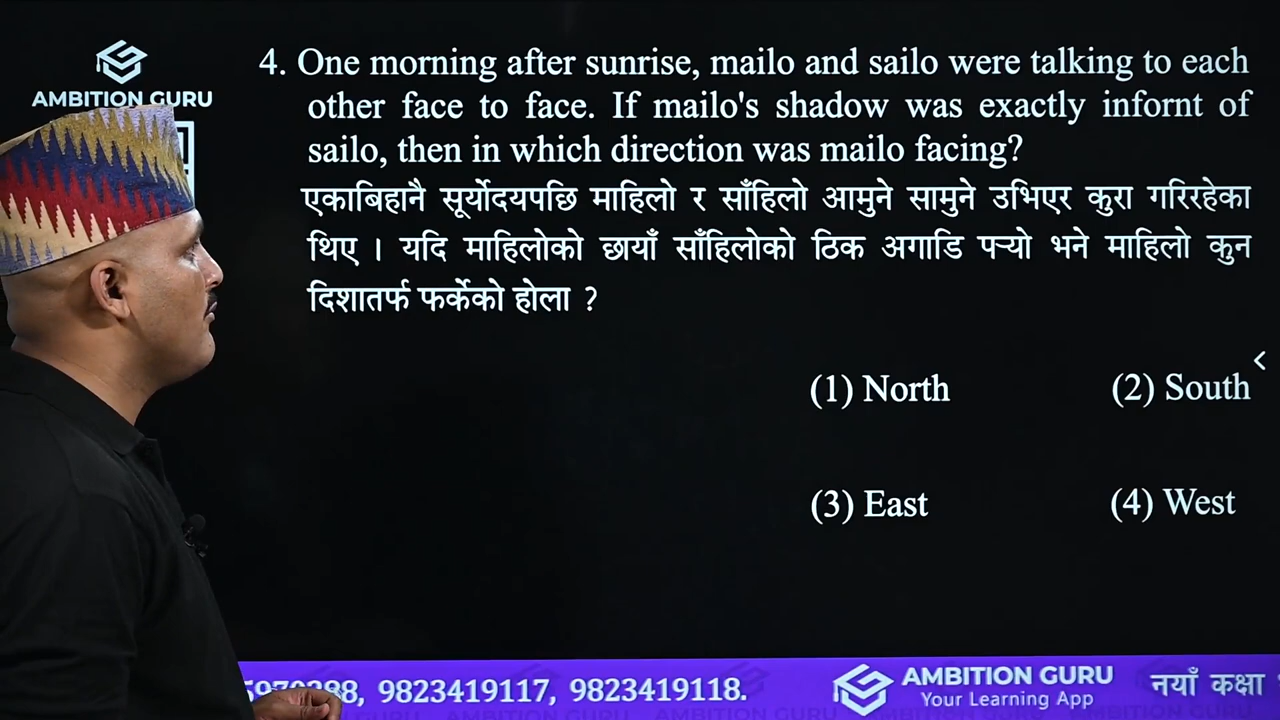 AMBITION GURU
4. One morning after sunrise, mailo and sailo were talking to each
other face to face. If mailo's shadow was exactly infornt of
sailo, then in which direction was mailo facing?
एकाबिहानै सूर्योदयपछि माहिलो र साँहिलो आमुने सामुने उभिएर कुरा गरिरहेका
थिए । यदि माहिलोको छायाँ साँहिलोको ठिक अगाडि पऱ्यो भने माहिलो कुन
दिशातर्फ फर्केको होला ?
(1) North (2) South
(3) East (4) West
9823419117, 9823419118. AMBITION GURU नयाँ कक्षा
Your Learning App